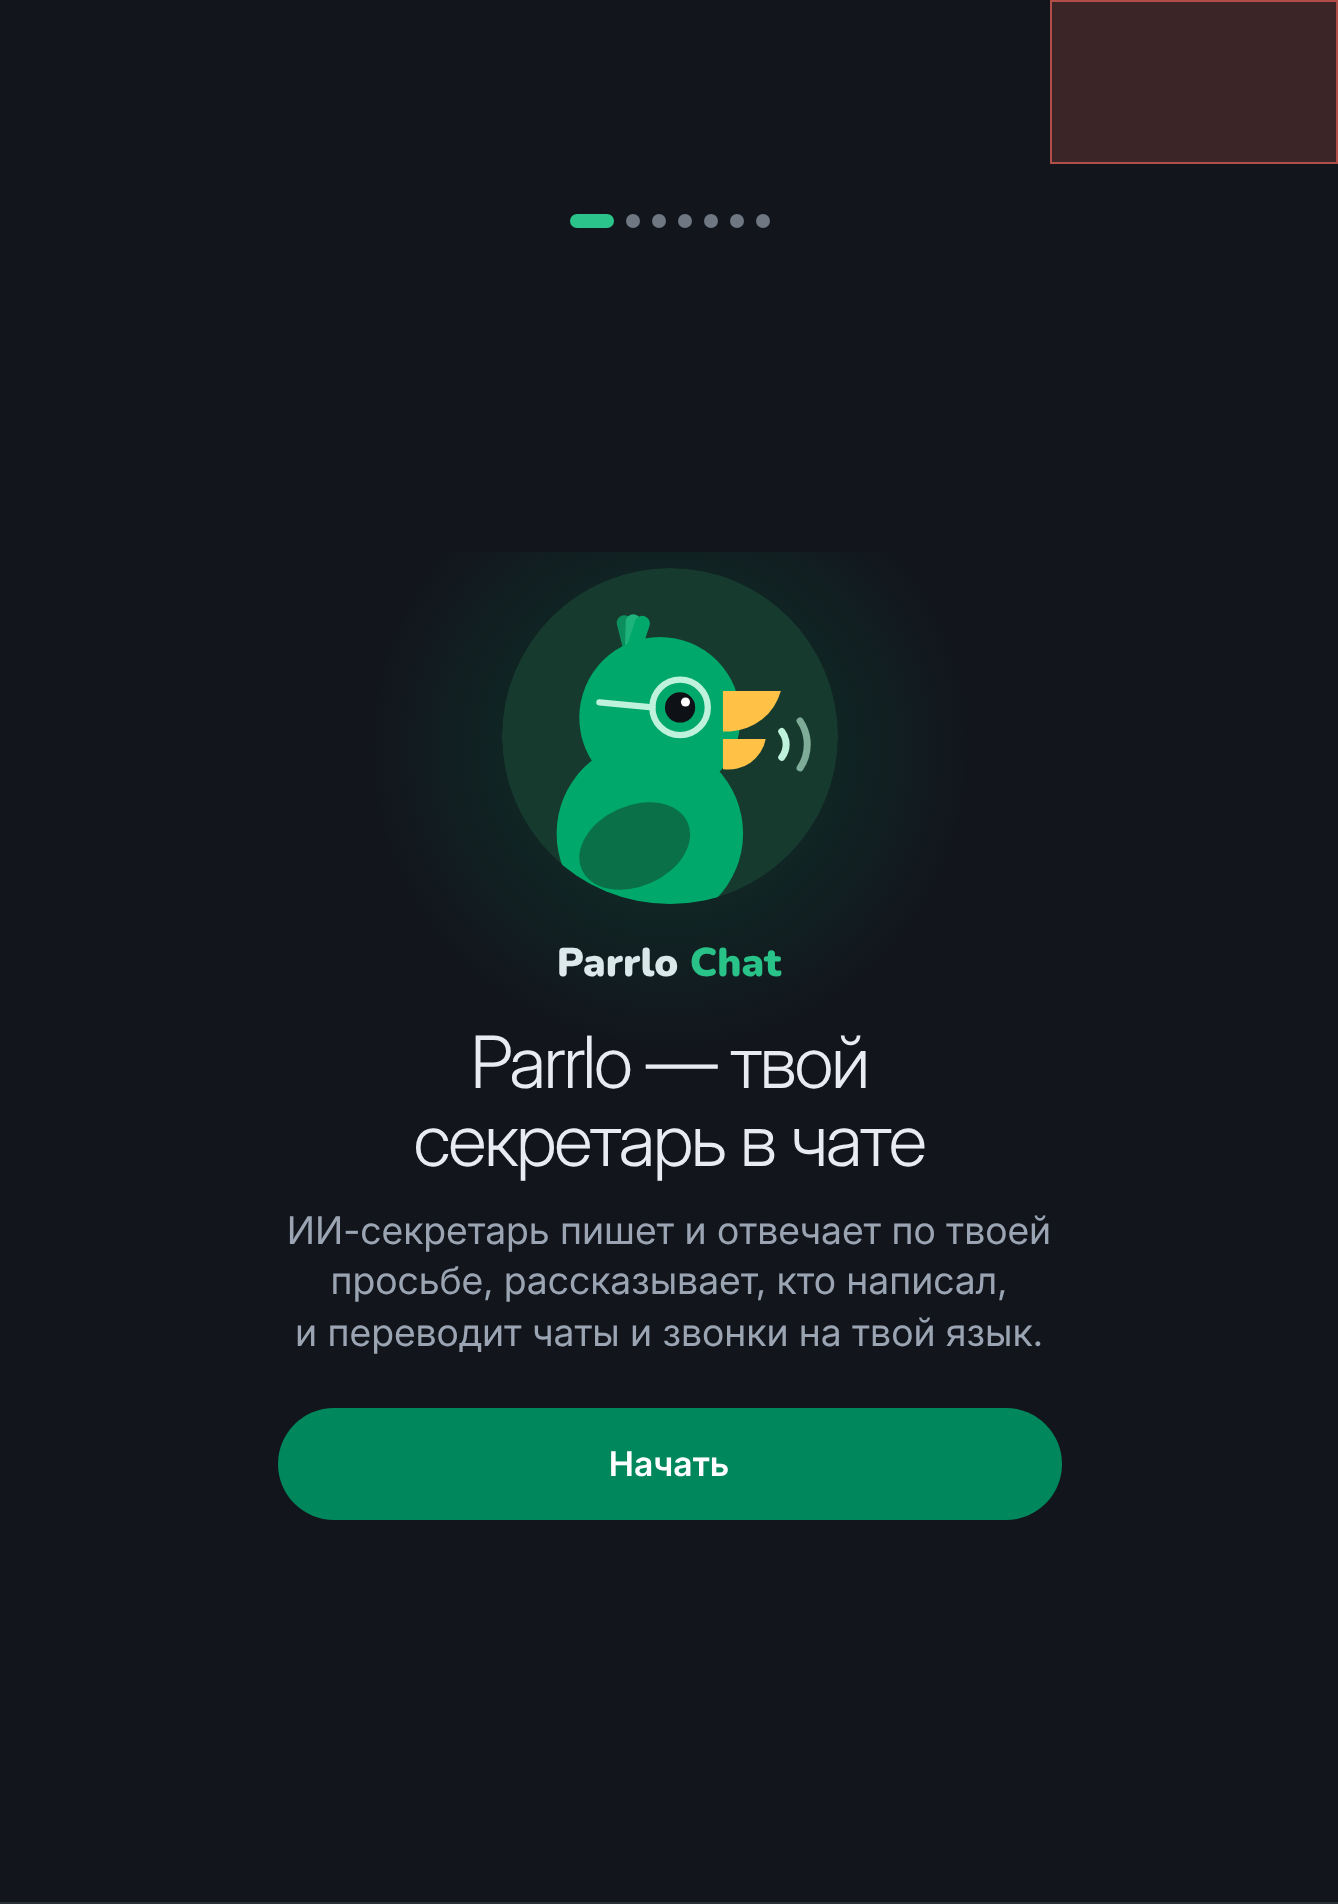 Parrlo Chat
Parrlo — твой
секретарь в чате
ИИ-секретарь пишет и отвечает по твоей
просьбе, рассказывает, кто написал,
и переводит чаты и звонки на твой язык.
Начать